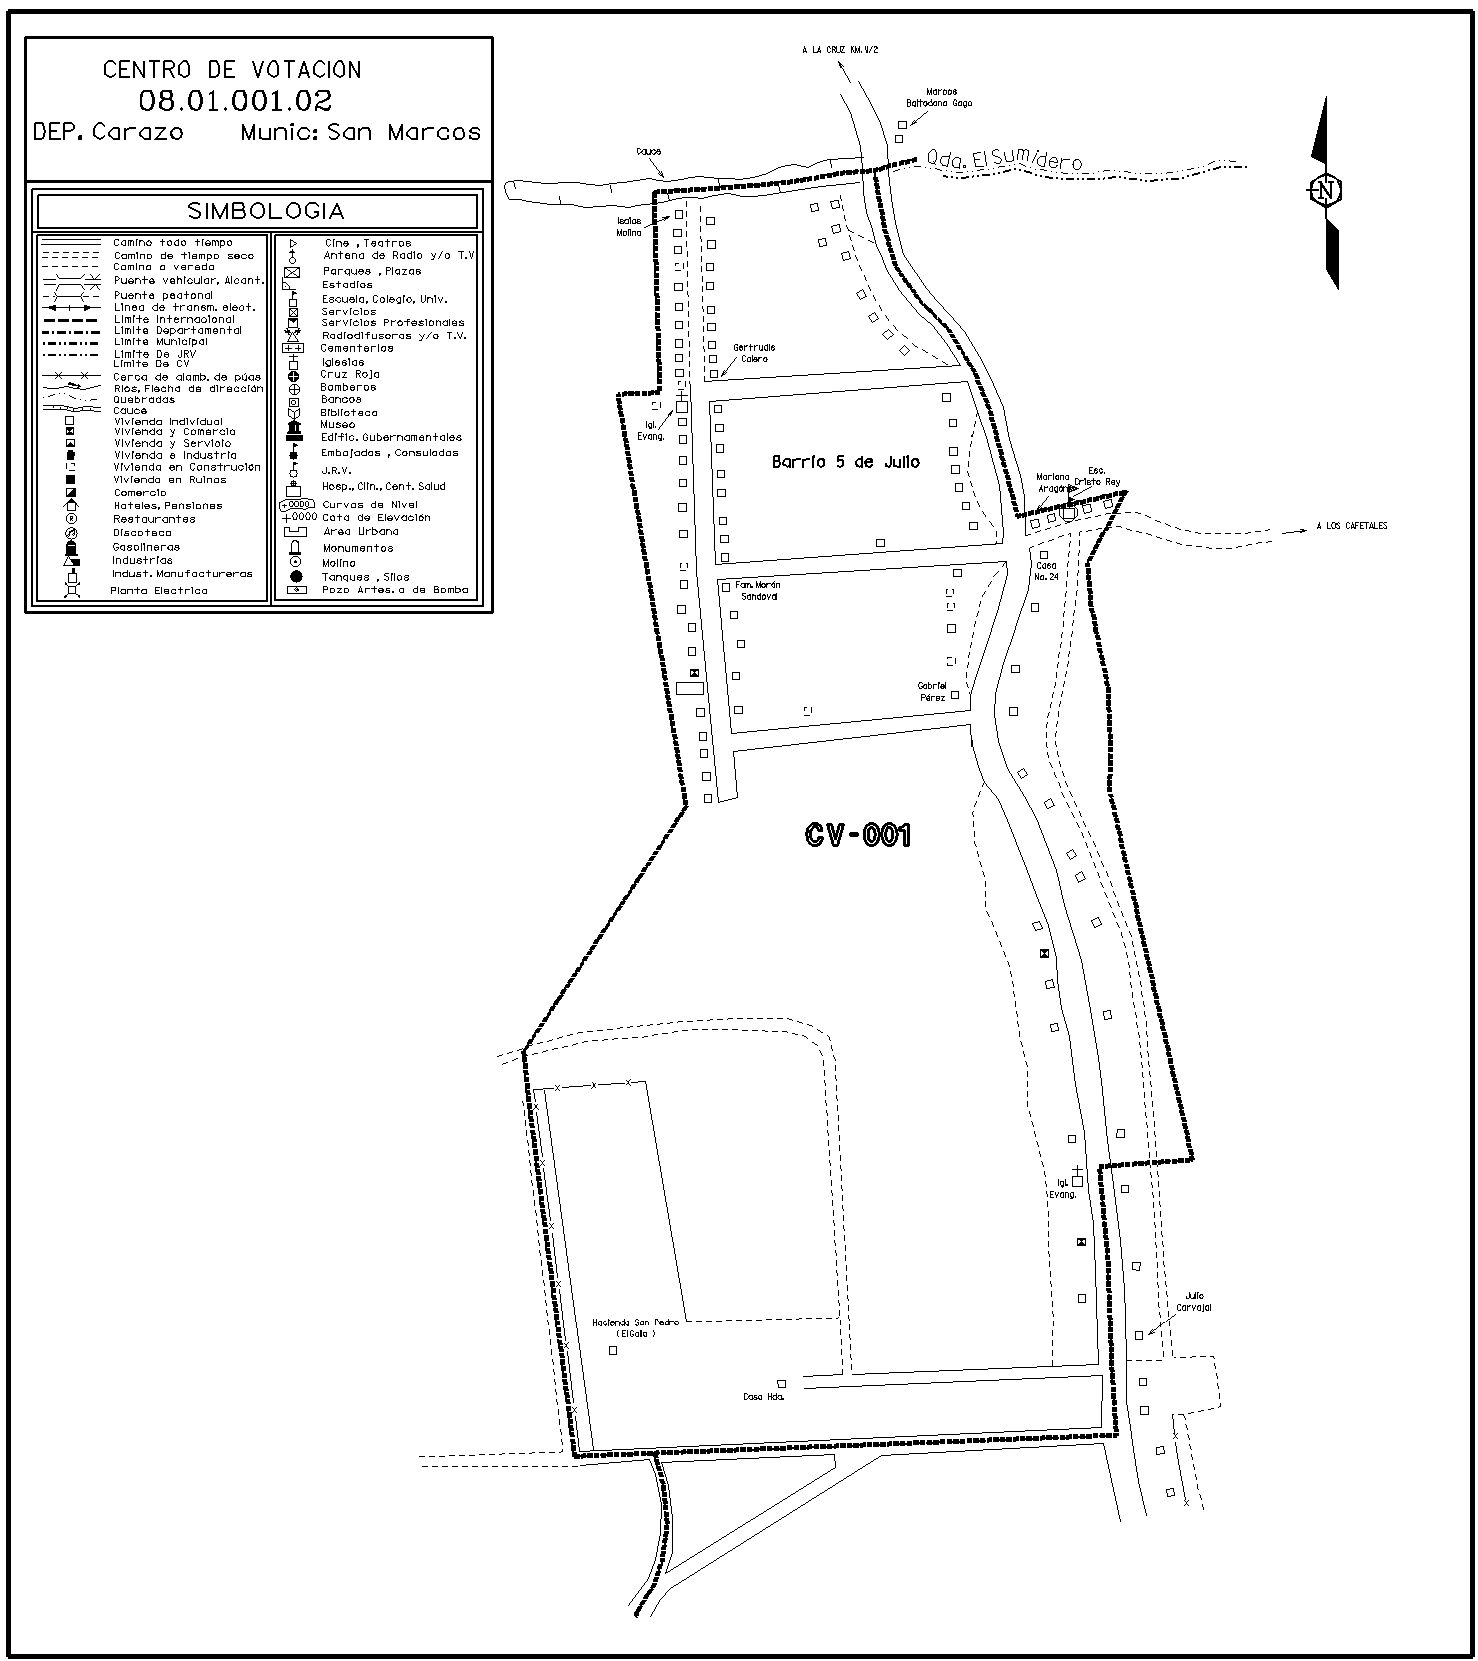 CENTRO DE VOTACION
08.01.001.02
DEP. Carazo Munic: San Marcos
SIMBOLOGIA
Camino todo tiempo
Camino de tiempo seco
Camino o vereda
Puente vehicular, Alcant.
Puente peatonal
Linea de transm. elect.
Limite Internacional
Limite Departamental
Limite Municipal
Limite De JRV
Limite De CV
Cerca de alamb. de púas
Rios, Flecha de dirección
Quebradas
Cauce
Vivienda Individual
Vivienda y Comercio
Vivienda y Servicio
Vivienda e Industria
Vivienda en Construcion
Vivienda en Ruinas
Comercio
Hoteles, Pensiones
Restaurantes
Discoteca
Gasolineras
Industrias
Indust. Manufactureras
Planta Electrica
Cine , Teatros
Antena de Radio y/o T.V
Parques , Plazas
Estadios
Escuela, Colegio, Univ.
Servicios
Servicios Profesionales
Radiodifusoras y/o T.V.
Cementerios
Iglesias
Cruz Roja
Bomberos
Bancos
Biblioteca
Museo
Edific. Gubernamentales
Embajadas , Consulados
J.R.V.
Hosp., Clin., Cent. Salud
Curvas de Nivel
Cota de Elevación
Area Urbana
Monumentos
Molino
Tanques , Silos
Pozo Artes. o de Bomba
A LA CRUZ KM. 11/2
Marcos
Baltodano Gago
Cauce
Qda. El Sumidero
N
Isaias
Molina
Gertrudis
Calero
Igl.
Evang.
Barrio 5 de Julio
Mariana
Aragón
Esc.
Cristo Rey
A LOS CAFETALES
Casa
No. 24
Fam. Morán
Sandoval
Gabriel
Pérez
CV-001
Igl.
Evang.
Julio
Carvajal
Hacienda San Pedro
( El Gallo )
Casa Hda.